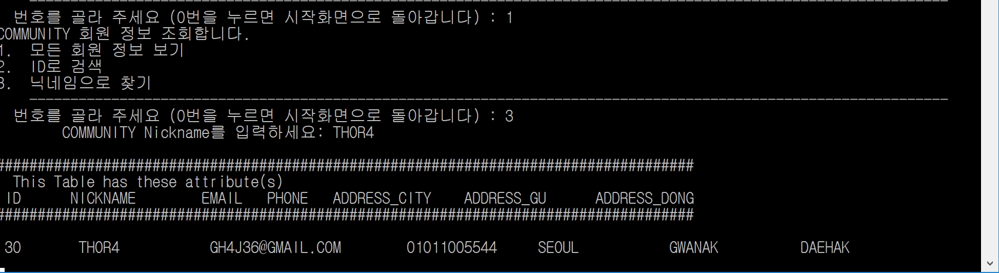 ----------------------------------------------------------------------------------------------------------------
번호를 골라 주세요 (0번을 누르면 시작화면으로 돌아갑니다) : 1
COMMUNITY 회원 정보 조회합니다.
1. 모든 회원 정보 보기
2. ID로 검색
3. 닉네임으로 찾기
----------------------------------------------------------------------------------------------------------------
번호를 골라 주세요 (0번을 누르면 시작화면으로 돌아갑니다) : 3
COMMUNITY Nickname를 입력하세요: THOR4
#####################################################################################
This Table has these attribute(s)
ID NICKNAME EMAIL PHONE ADDRESS_CITY ADDRESS_GU ADDRESS_DONG
#####################################################################################
30 THOR4 GH4J36@GMAIL.COM 01011005544 SEOUL GWANAK DAEHAK